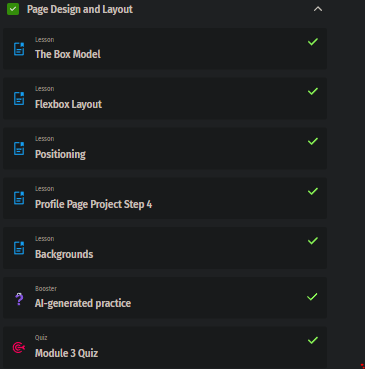 Page Design and Layout
Lesson
The Box Model
Lesson
Flexbox Layout
Lesson
Positioning
Lesson
Profile Page Project Step 4
Lesson
Backgrounds
Booster
AI-generated practice
Quiz
Module 3 Quiz